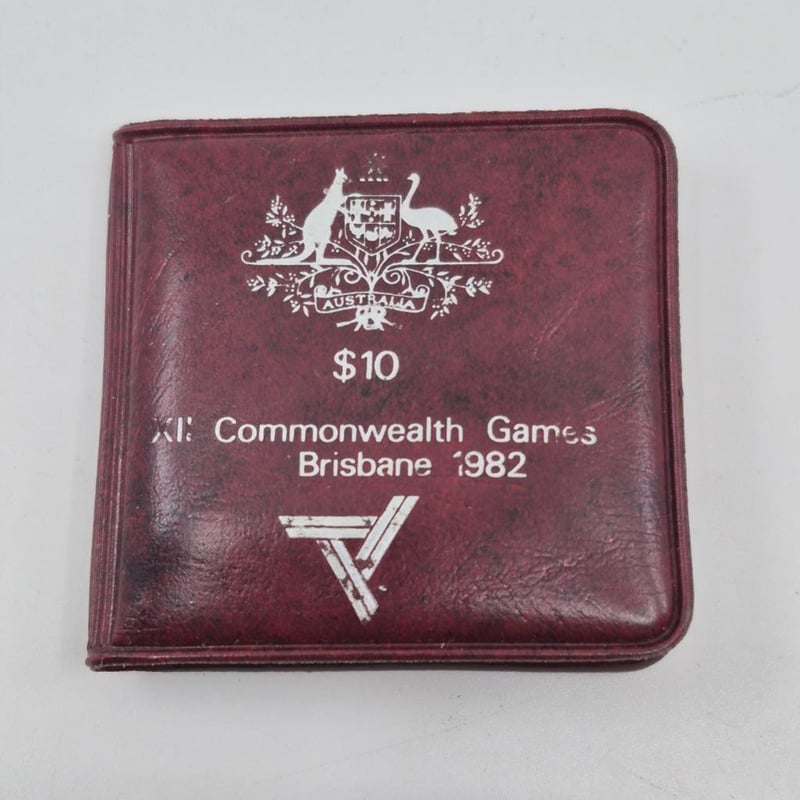 AUSTRALIA
$10
XII Commonwealth Games
Brisbane 1982